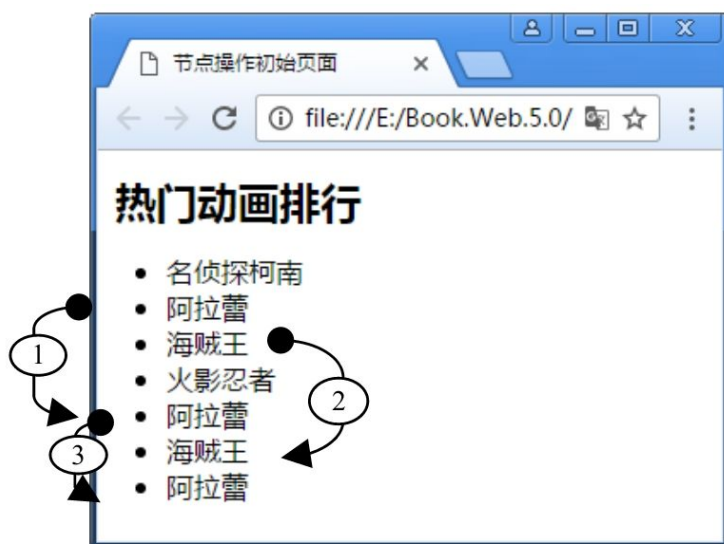 节点操作初始页面
file:///E:/Book.Web.5.0/
热门动画排行
名侦探柯南
阿拉蕾
海贼王
火影忍者
阿拉蕾
海贼王
阿拉蕾
1
2
3